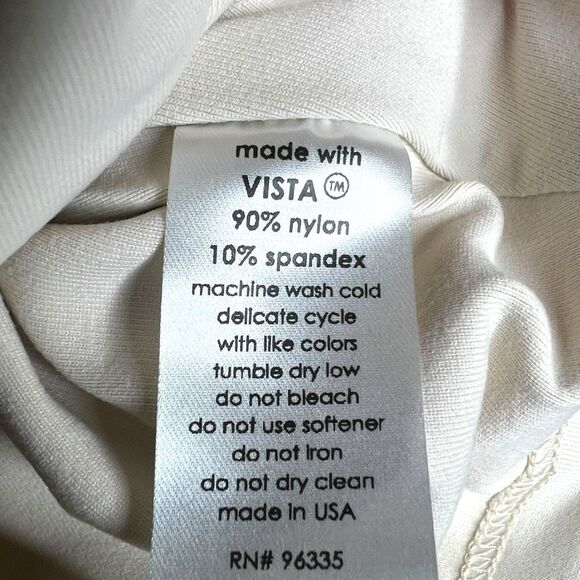 made with
VISTA™
90% nylon
10% spandex
machine wash cold
delicate cycle
with like colors
tumble dry low
do not bleach
do not use softener
do not iron
do not dry clean
made in USA
RN# 96335